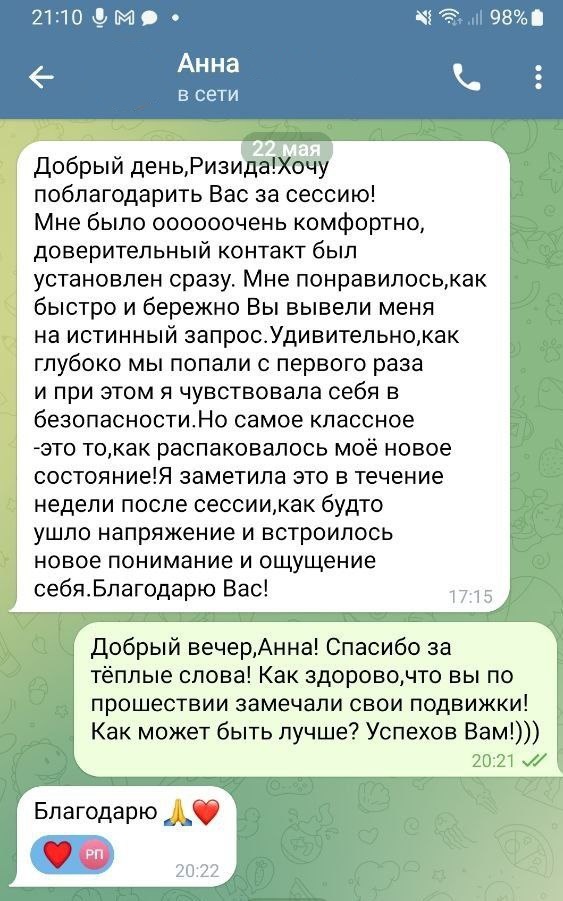 21:10 98%
Анна
в сети
22 мая
Добрый день,Ризида!Хочу
поблагодарить Вас за сессию!
Мне было оооооочень комфортно,
доверительный контакт был
установлен сразу. Мне понравилось,как
быстро и бережно Вы вывели меня
на истинный запрос.Удивительно,как
глубоко мы попали с первого раза
и при этом я чувствовала себя в
безопасности.Но самое классное
-это то,как распаковалось моё новое
состояние!Я заметила это в течение
недели после сессии,как будто
ушло напряжение и встроилось
новое понимание и ощущение
себя.Благодарю Вас!
17:15
Добрый вечер,Анна! Спасибо за
тёплые слова! Как здорово,что вы по
прошествии замечали свои подвижки!
Как может быть лучше? Успехов Вам!)))
20:21
Благодарю 🙏❤️
❤️ РП
20:22